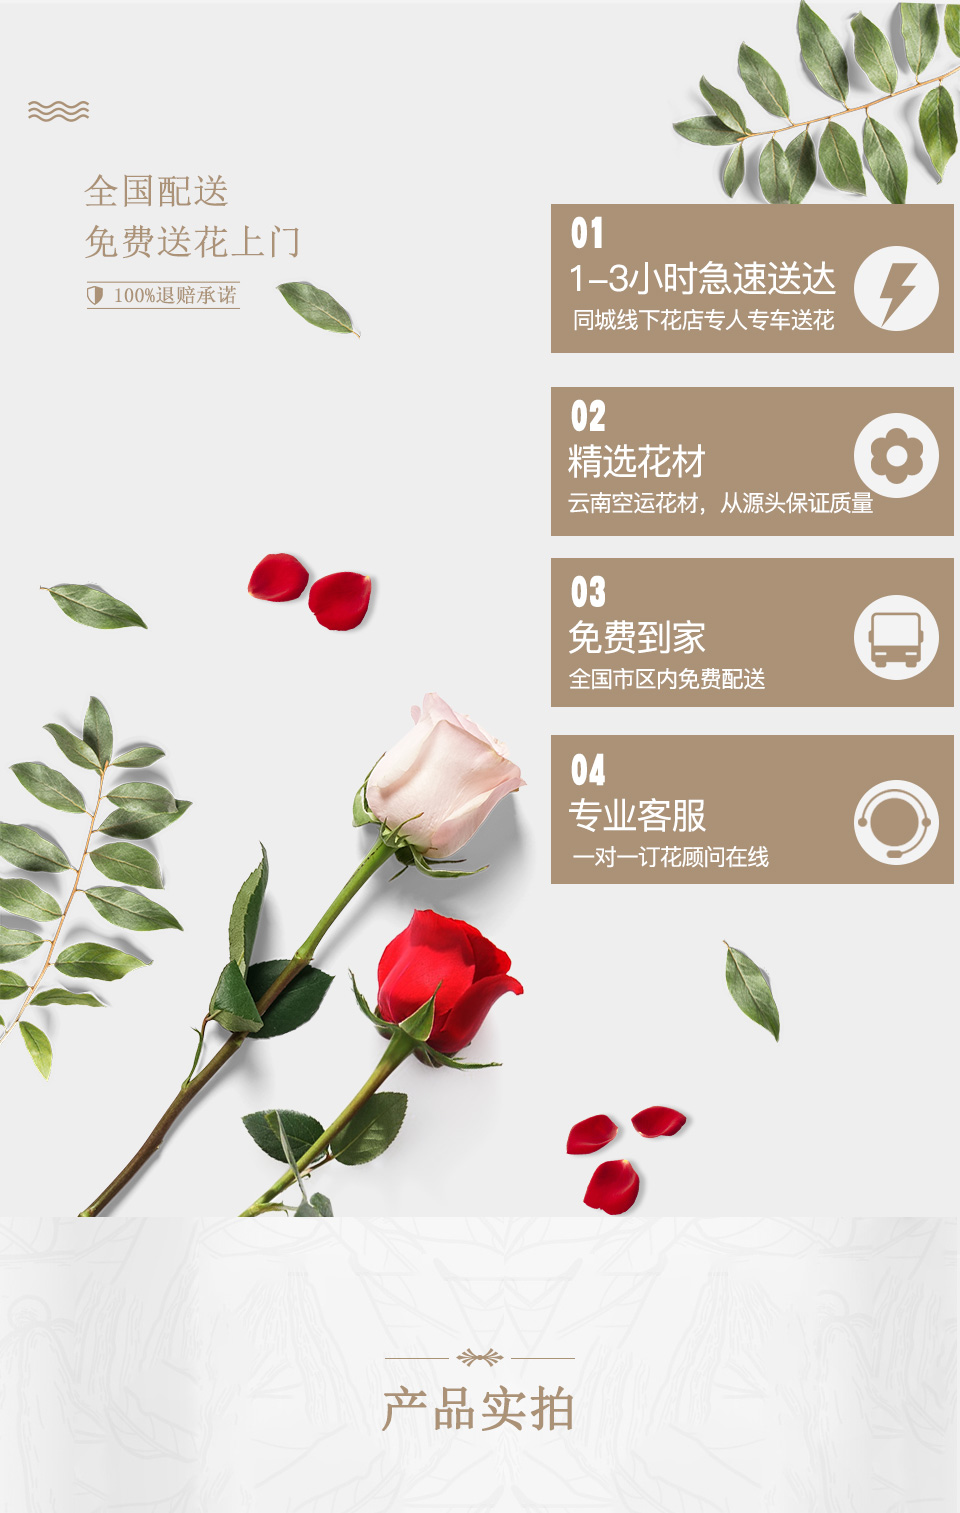 全国配送
免费送花上门
100%退赔承诺
01
1-3小时急速送达
同城线下花店专人专车送花
02
精选花材
云南空运花材，从源头保证质量
03
免费到家
全国市区内免费配送
04
专业客服
一对一订花顾问在线
产品实拍